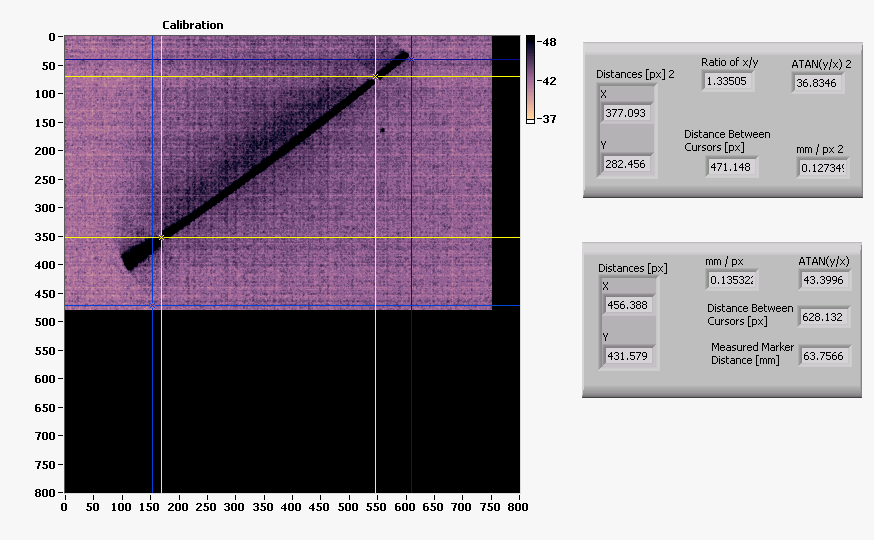 Calibration
0
50
100
150
200
250
300
350
400
450
500
550
600
650
700
750
800
0 50 100 150 200 250 300 350 400 450 500 550 600 650 700 750 800
48
42
37
Distances [px] 2
X
377.093
Y
282.456
Ratio of x/y
1.33505
ATAN(y/x) 2
36.8346
Distance Between
Cursors [px]
471.148
mm / px 2
0.127349
Distances [px]
X
456.388
Y
431.579
mm / px
0.135322
ATAN(y/x)
43.3996
Distance Between
Cursors [px]
628.132
Measured Marker
Distance [mm]
63.7566